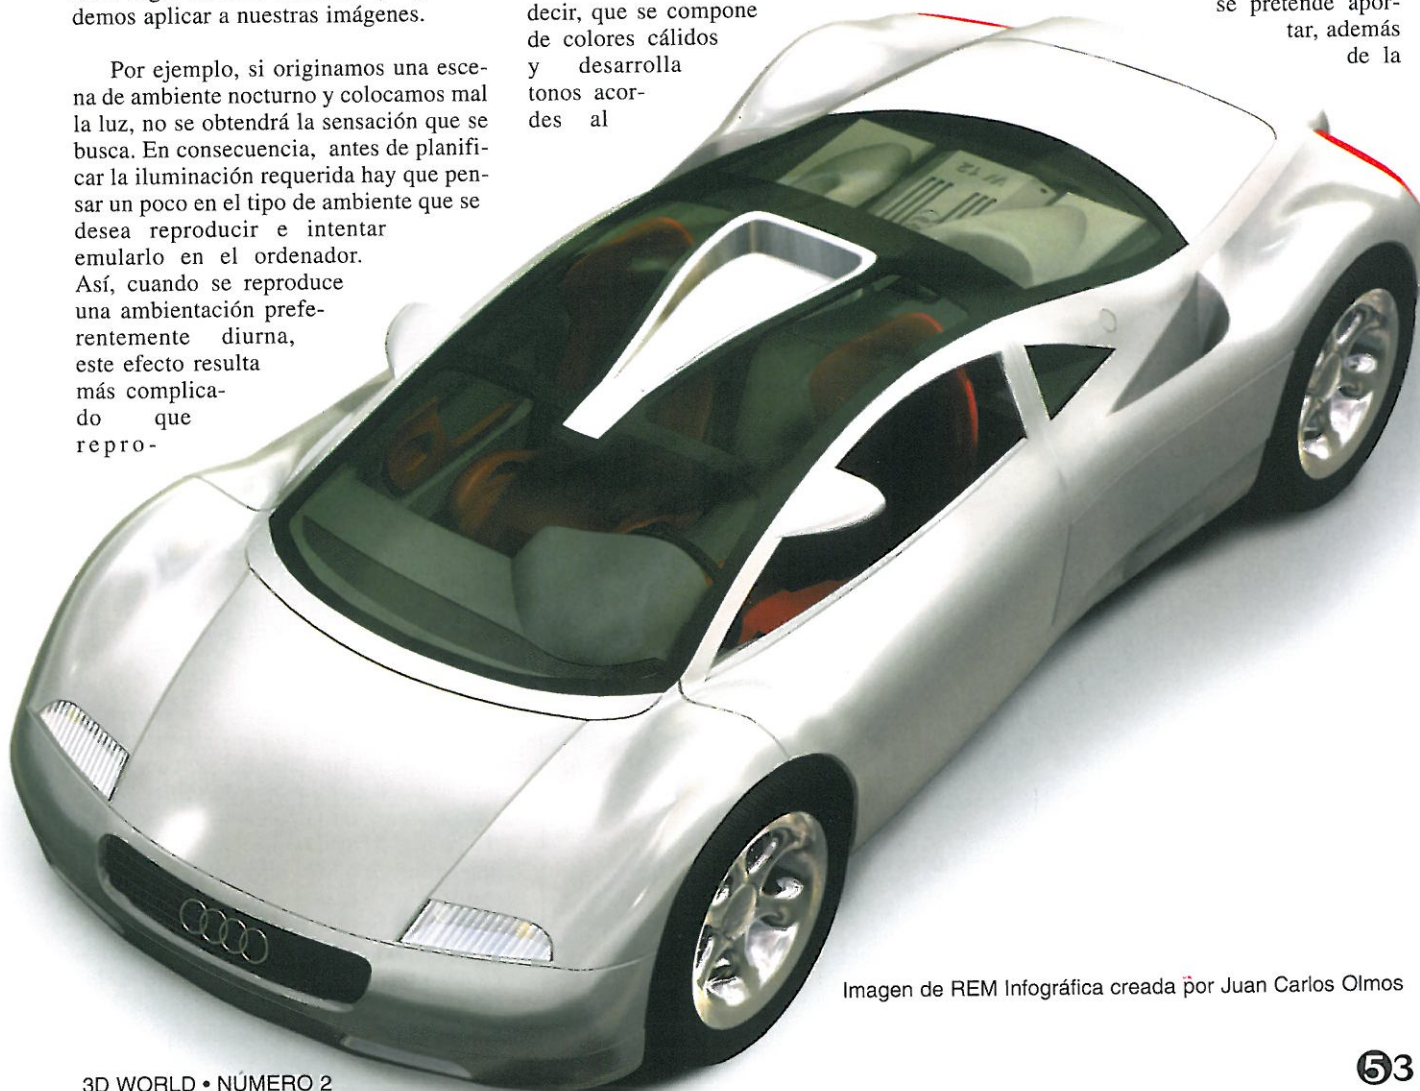 demos aplicar a nuestras imágenes.
Por ejemplo, si originamos una esce-
na de ambiente nocturno y colocamos mal
la luz, no se obtendrá la sensación que se
busca. En consecuencia, antes de planifi-
car la iluminación requerida hay que pen-
sar un poco en el tipo de ambiente que se
desea reproducir e intentar
emularlo en el ordenador.
Así, cuando se reproduce
una ambientación prefe-
rentemente diurna,
este efecto resulta
más complica-
do que
repro-
decir, que se compone
de colores cálidos
y desarrolla
tonos acor-
des al
se pretende apor-
tar, además
de la
W 12
Imagen de REM Infográfica creada por Juan Carlos Olmos
3D WORLD • NÚMERO 2
53